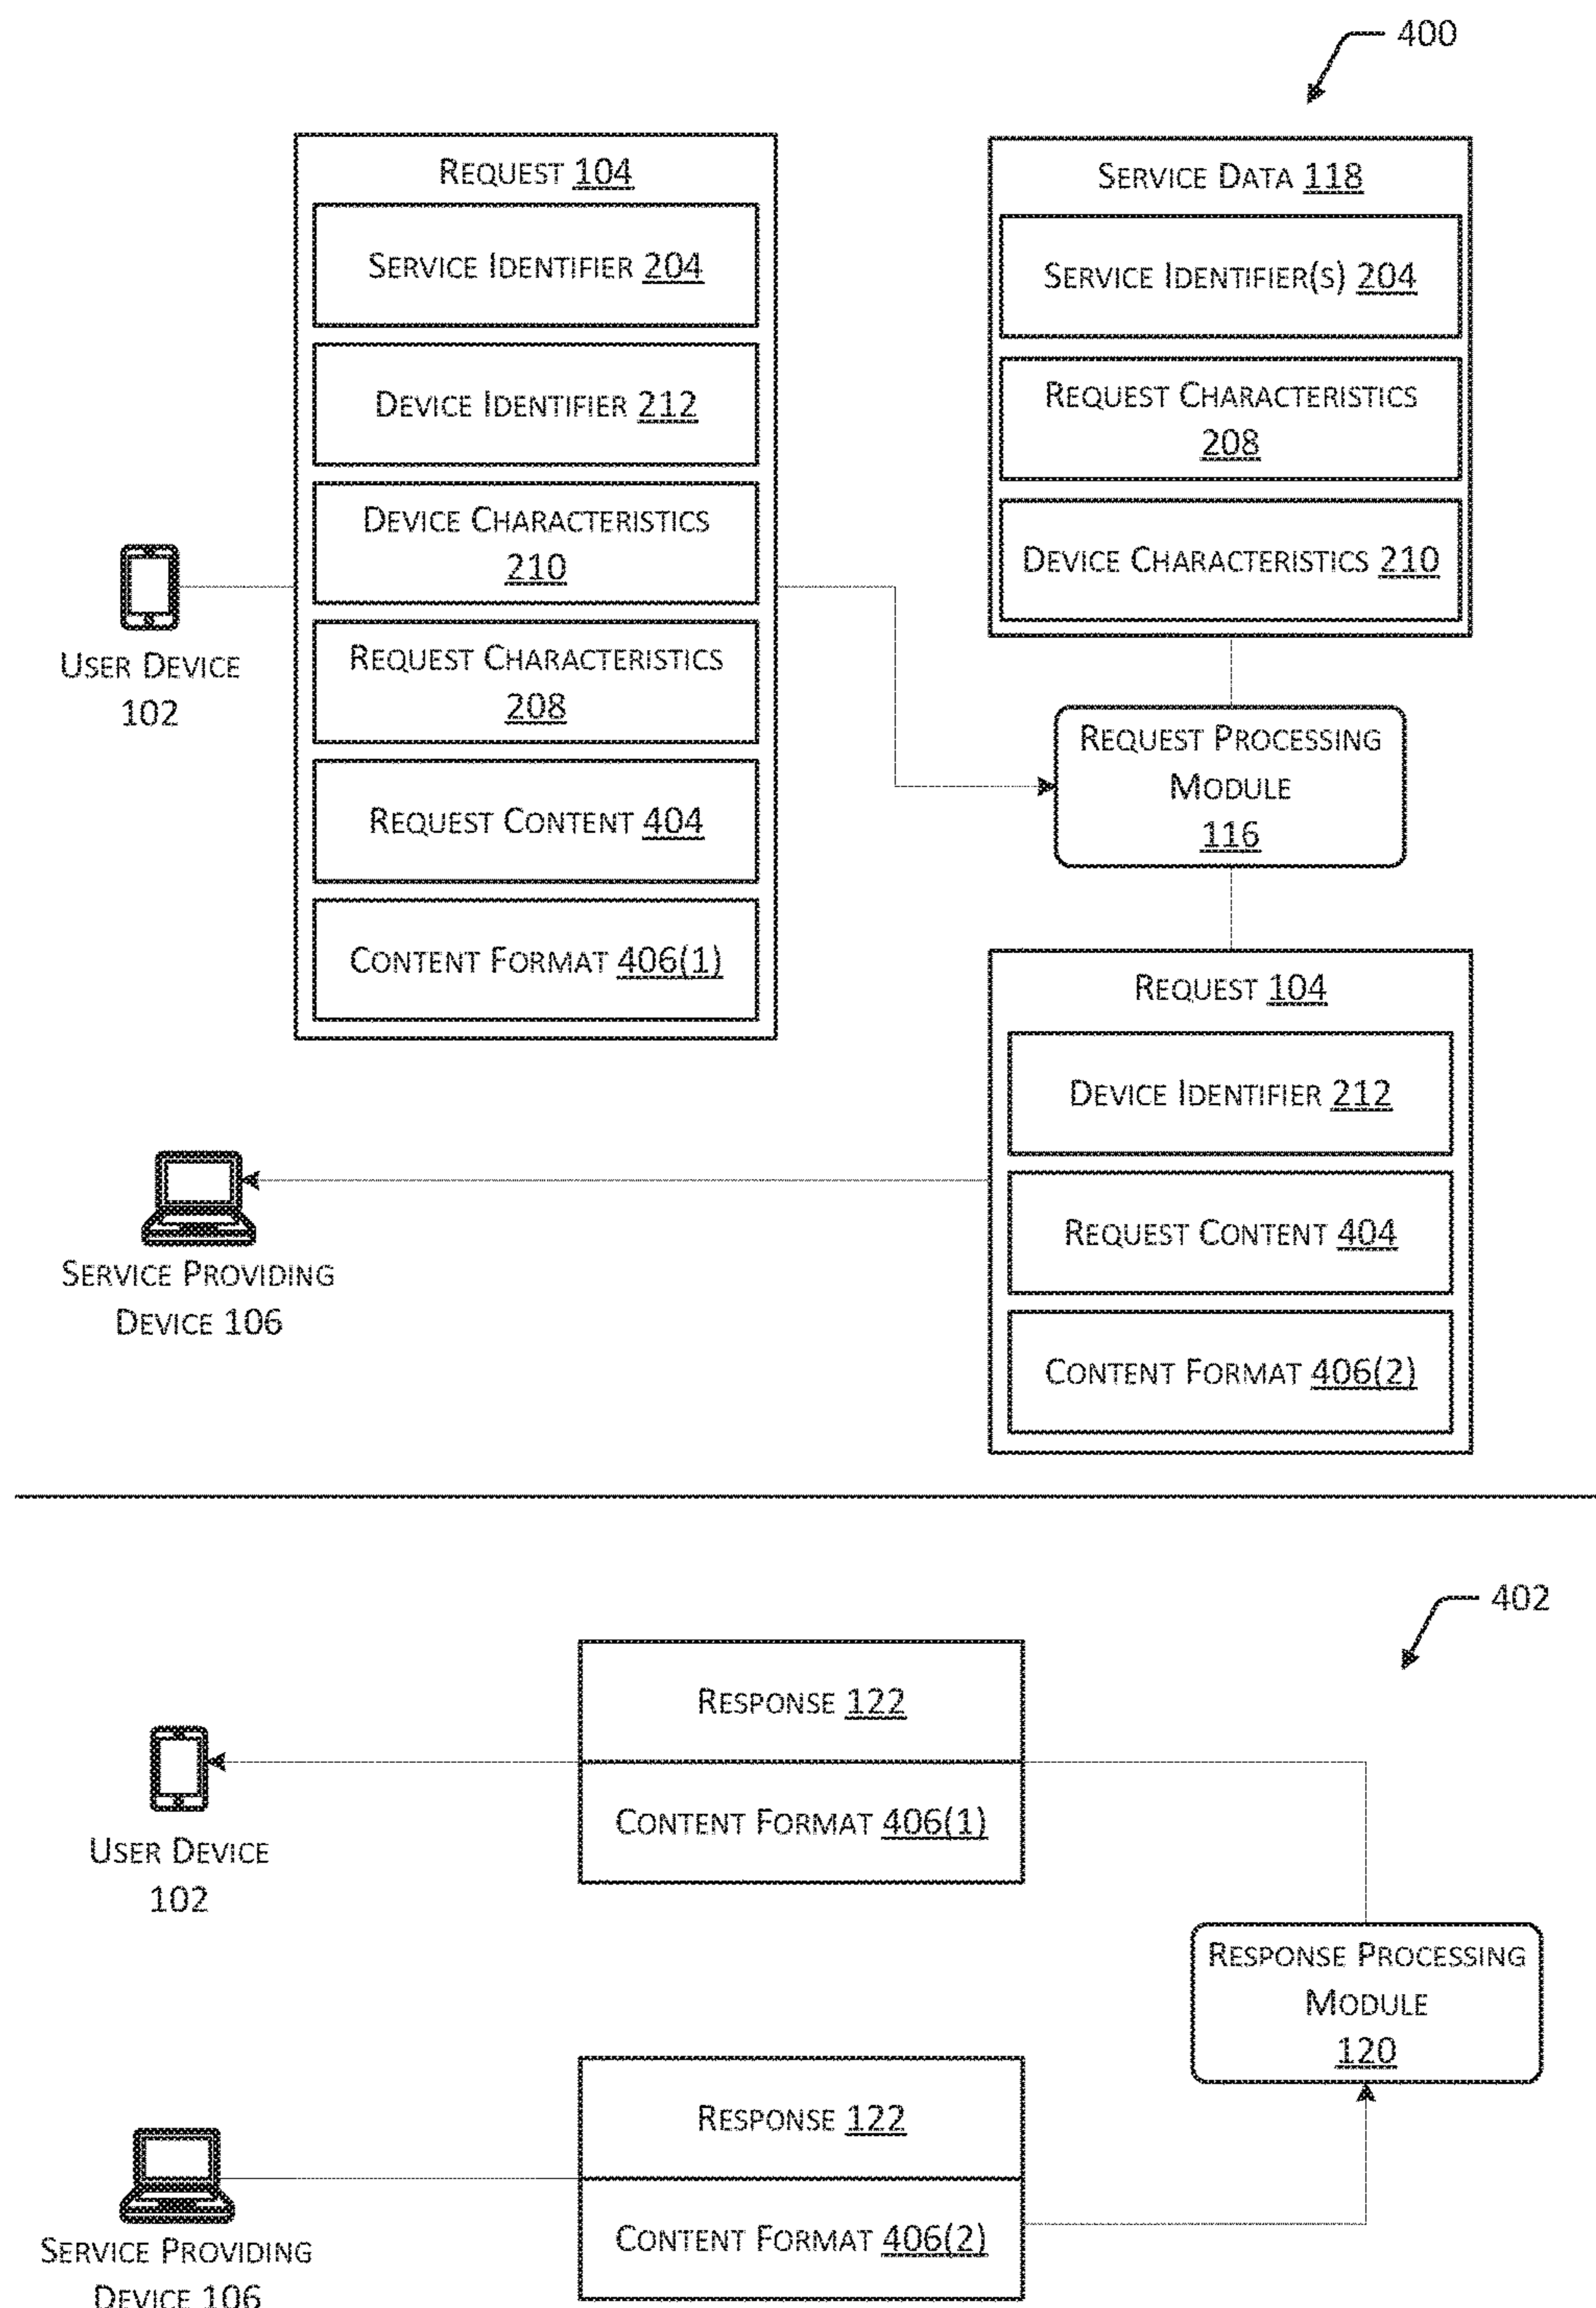 400
Request 104
Service Identifier 204
Device Identifier 212
Device Characteristics
210
Request Characteristics
208
Request Content 404
Content Format 406(1)
User Device
102
Service Data 118
Service Identifier(s) 204
Request Characteristics
208
Device Characteristics 210
Request Processing
Module
116
Request 104
Device Identifier 212
Request Content 404
Content Format 406(2)
Service Providing
Device 106
402
Response 122
Content Format 406(1)
User Device
102
Response Processing
Module
120
Response 122
Content Format 406(2)
Service Providing
Device 106